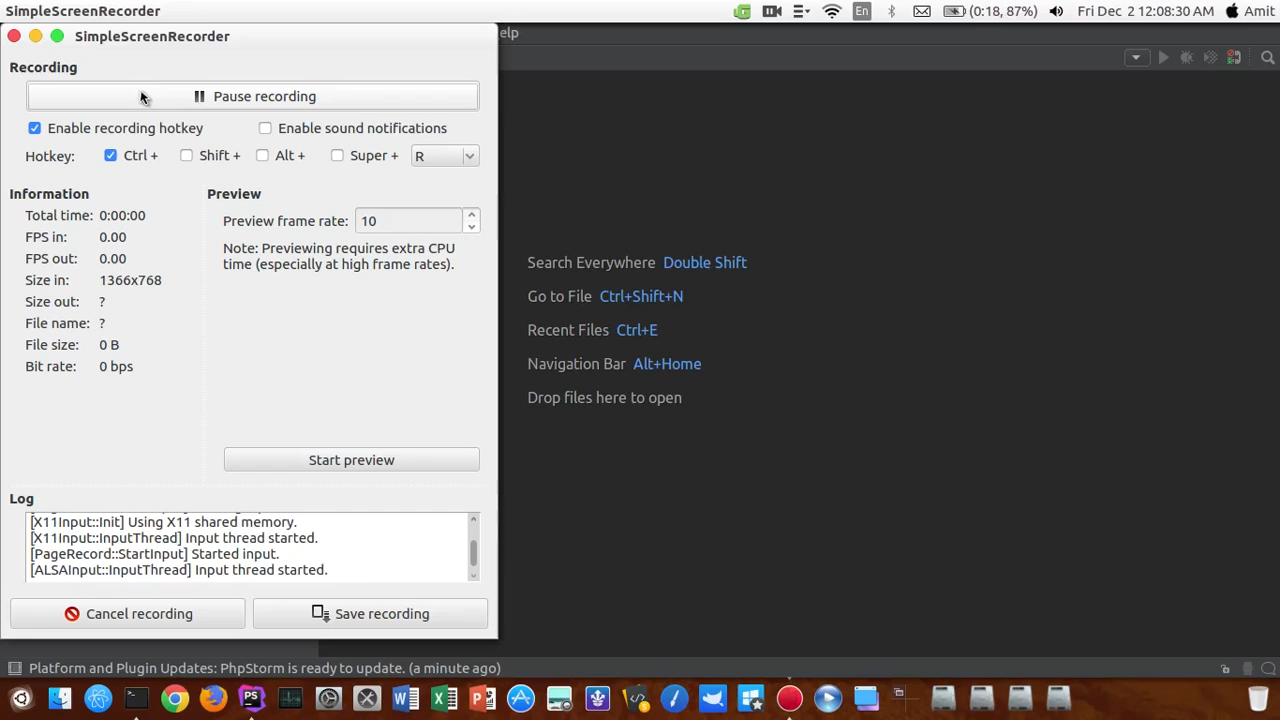 SimpleScreenRecorder
En
(0:18, 87%)
Fri Dec 2 12:08:30 AM
Amit
SimpleScreenRecorder
elp
Recording
Pause recording
Enable recording hotkey
Enable sound notifications
Hotkey:
Ctrl +
Shift +
Alt +
Super +
R
Information
Total time: 0:00:00
FPS in: 0.00
FPS out: 0.00
Size in: 1366x768
Size out: ?
File name: ?
File size: 0 B
Bit rate: 0 bps
Preview
Preview frame rate: 10
Note: Previewing requires extra CPU
time (especially at high frame rates).
Start preview
Search Everywhere Double Shift
Go to File Ctrl+Shift+N
Recent Files Ctrl+E
Navigation Bar Alt+Home
Drop files here to open
Log
[X11Input::Init] Using X11 shared memory.
[X11Input::InputThread] Input thread started.
[PageRecord::StartInput] Started input.
[ALSAInput::InputThread] Input thread started.
Cancel recording
Save recording
Platform and Plugin Updates: PhpStorm is ready to update. (a minute ago)
PS